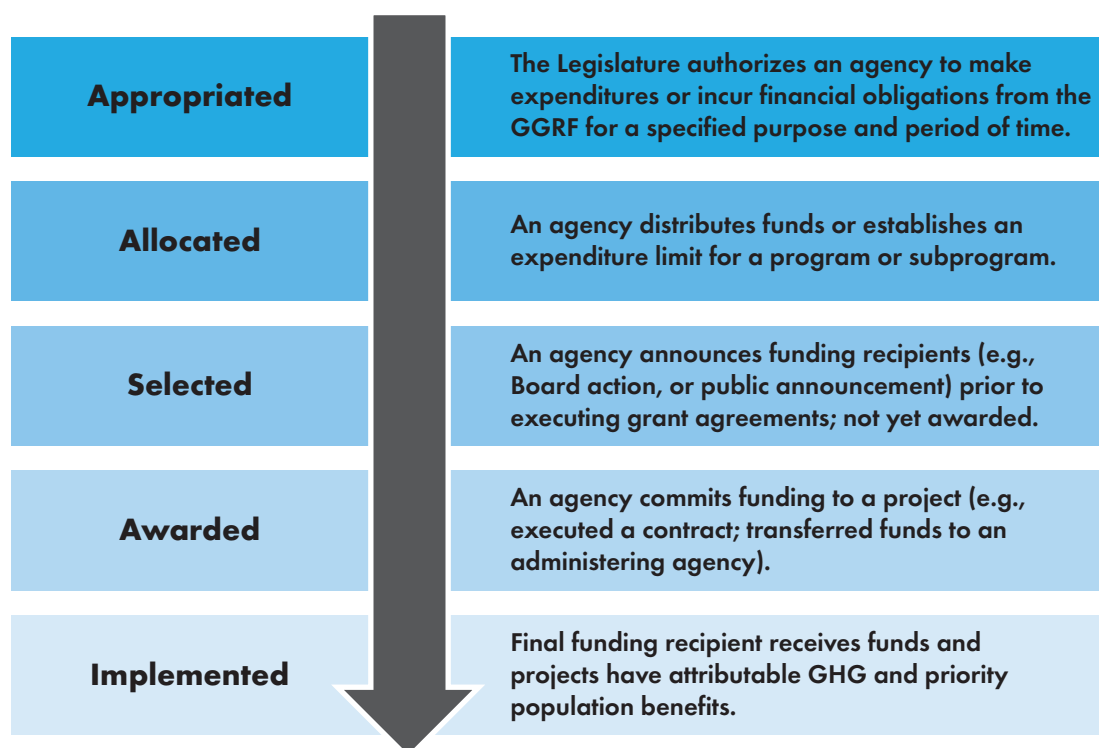 Appropriated
The Legislature authorizes an agency to make
expenditures or incur financial obligations from the
GGRF for a specified purpose and period of time.
Allocated
An agency distributes funds or establishes an
expenditure limit for a program or subprogram.
Selected
An agency announces funding recipients (e.g.,
Board action, or public announcement) prior to
executing grant agreements; not yet awarded.
Awarded
An agency commits funding to a project (e.g.,
executed a contract; transferred funds to an
administering agency).
Implemented
Final funding recipient receives funds and
projects have attributable GHG and priority
population benefits.